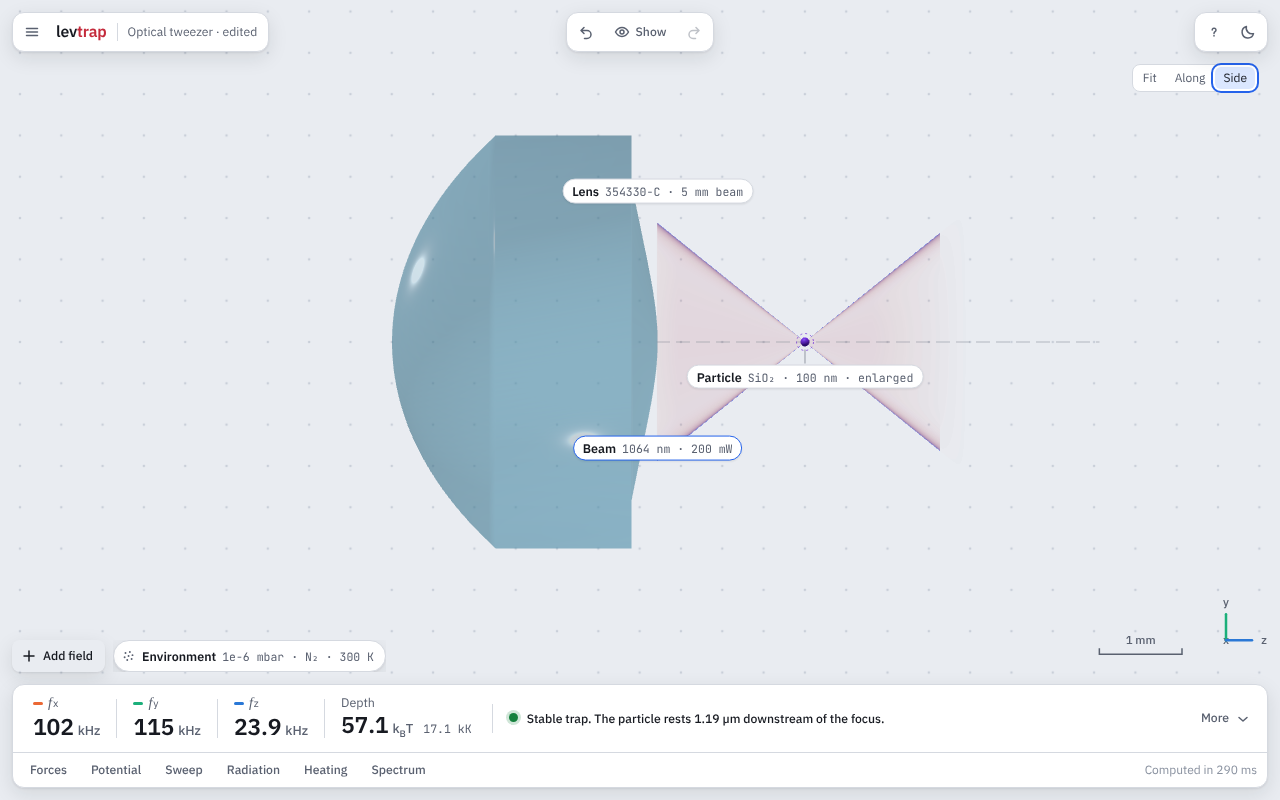 levtrap Optical tweezer · edited
Show
?
Fit Along Side
Lens 354330-C · 5 mm beam
Particle SiO₂ · 100 nm · enlarged
Beam 1064 nm · 200 mW
y
x z
1 mm
Add field
Environment 1e-6 mbar · N₂ · 300 K
fx fy fz Depth
102 kHz 115 kHz 23.9 kHz 57.1 kBT 17.1 kK
Stable trap. The particle rests 1.19 µm downstream of the focus.
More
Forces Potential Sweep Radiation Heating Spectrum
Computed in 290 ms